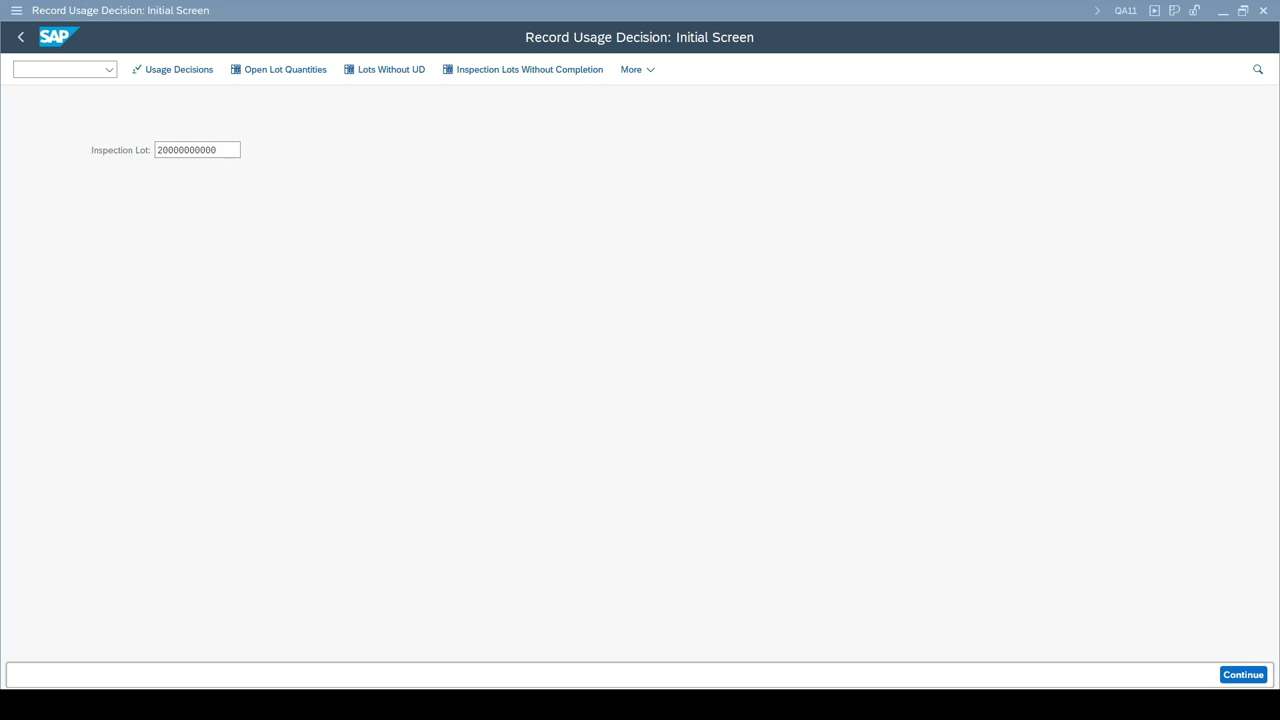 Record Usage Decision: Initial Screen
QA11
SAP
Record Usage Decision: Initial Screen
Usage Decisions
Open Lot Quantities
Lots Without UD
Inspection Lots Without Completion
More
Inspection Lot: 20000000000
Continue